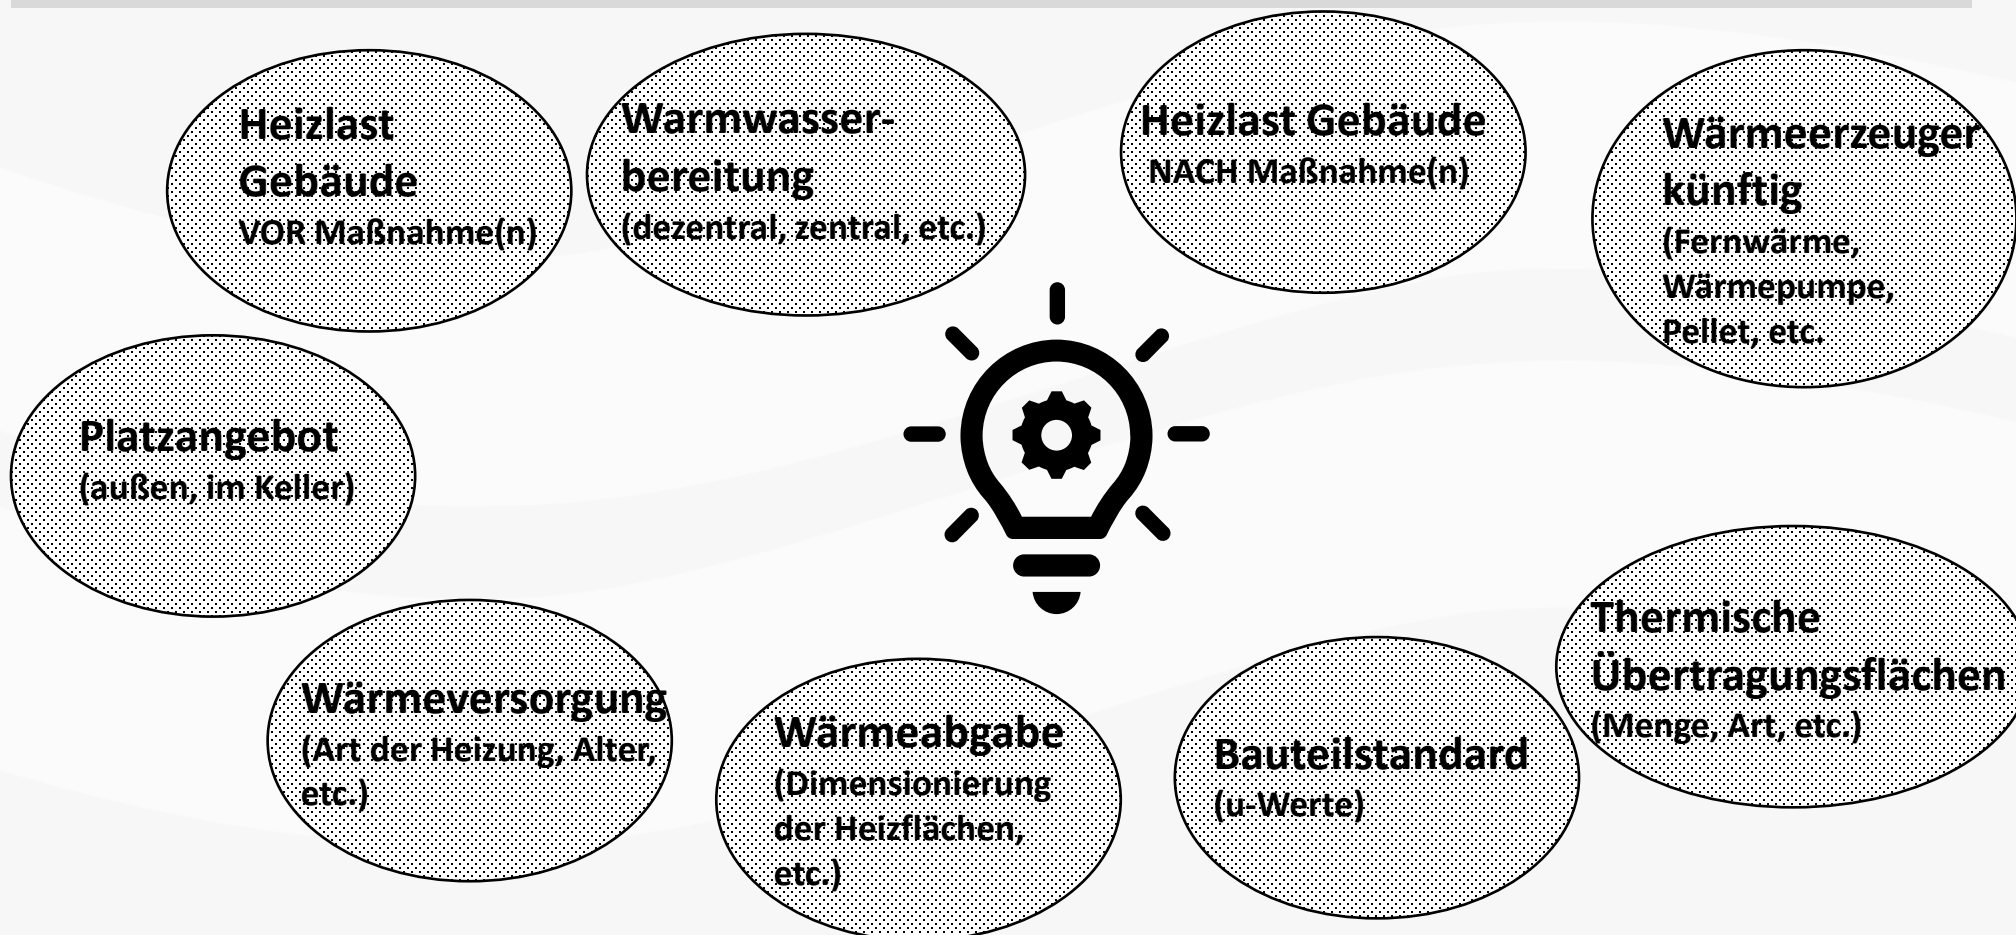 Heizlast
Gebäude
VOR Maßnahme(n)
Warmwasser-
bereitung
(dezentral, zentral, etc.)
Heizlast Gebäude
NACH Maßnahme(n)
Wärmeerzeuger
künftig
(Fernwärme,
Wärmepumpe,
Pellet, etc.
Platzangebot
(außen, im Keller)
Wärmeversorgung
(Art der Heizung, Alter,
etc.)
Wärmeabgabe
(Dimensionierung
der Heizflächen,
etc.)
Bauteilstandard
(u-Werte)
Thermische
Übertragungsflächen
(Menge, Art, etc.)